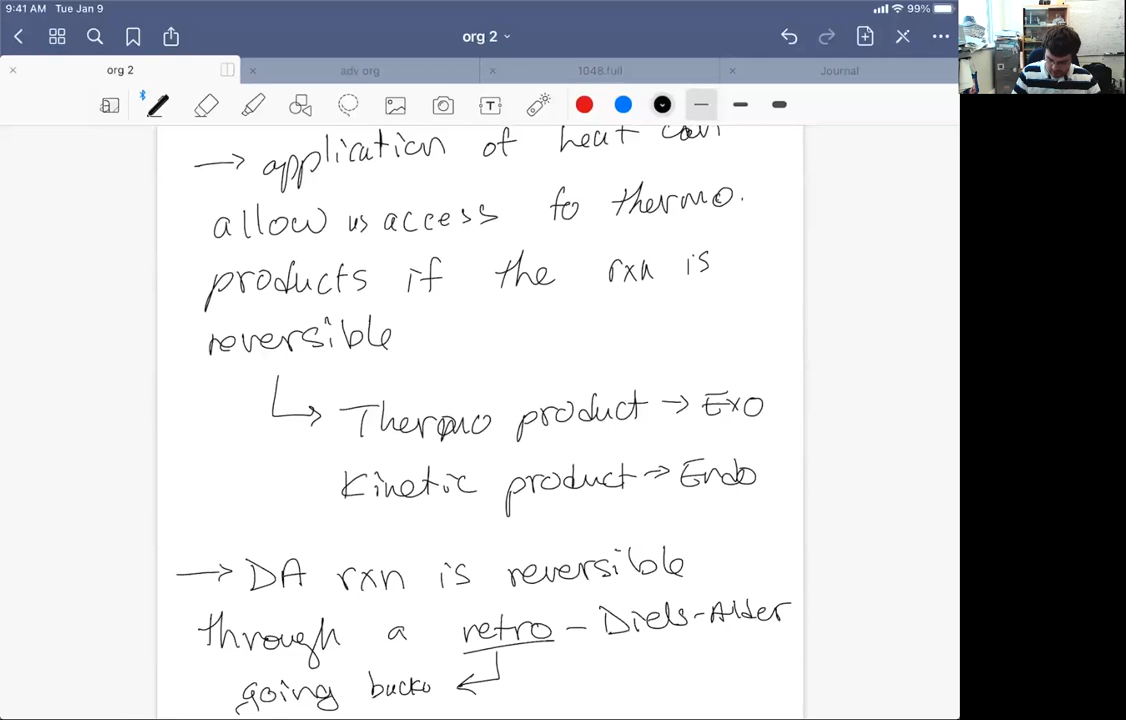 9:41 AM Tue Jan 9
99%
org 2
org 2
adv org
1048.full
Journal
→ application of heat can
allow us access to thermo.
products if the rxn is
reversible
↳ Thermo product → Exo
Kinetic product → Endo
→ DA rxn is reversible
through a retro - Diels-Alder
going